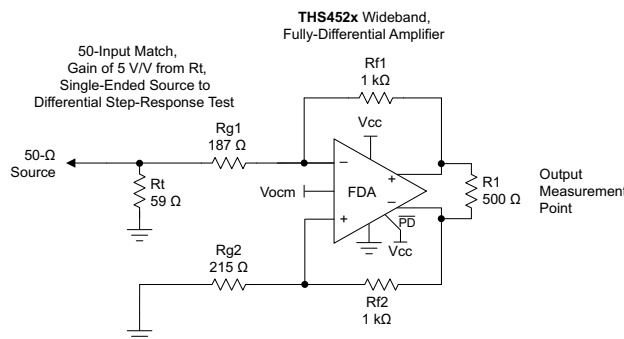 THS452x Wideband,
Fully-Differential Amplifier
50-Input Match,
Gain of 5 V/V from Rt,
Single-Ended Source to
Differential Step-Response Test
Rf1
1 kΩ
Rg1
187 Ω
Vcc
50-Ω
Source
Rt
59 Ω
Vocm
−
+
FDA
+
−
PD
Vcc
R1
500 Ω
Output
Measurement
Point
Rg2
215 Ω
Rf2
1 kΩ